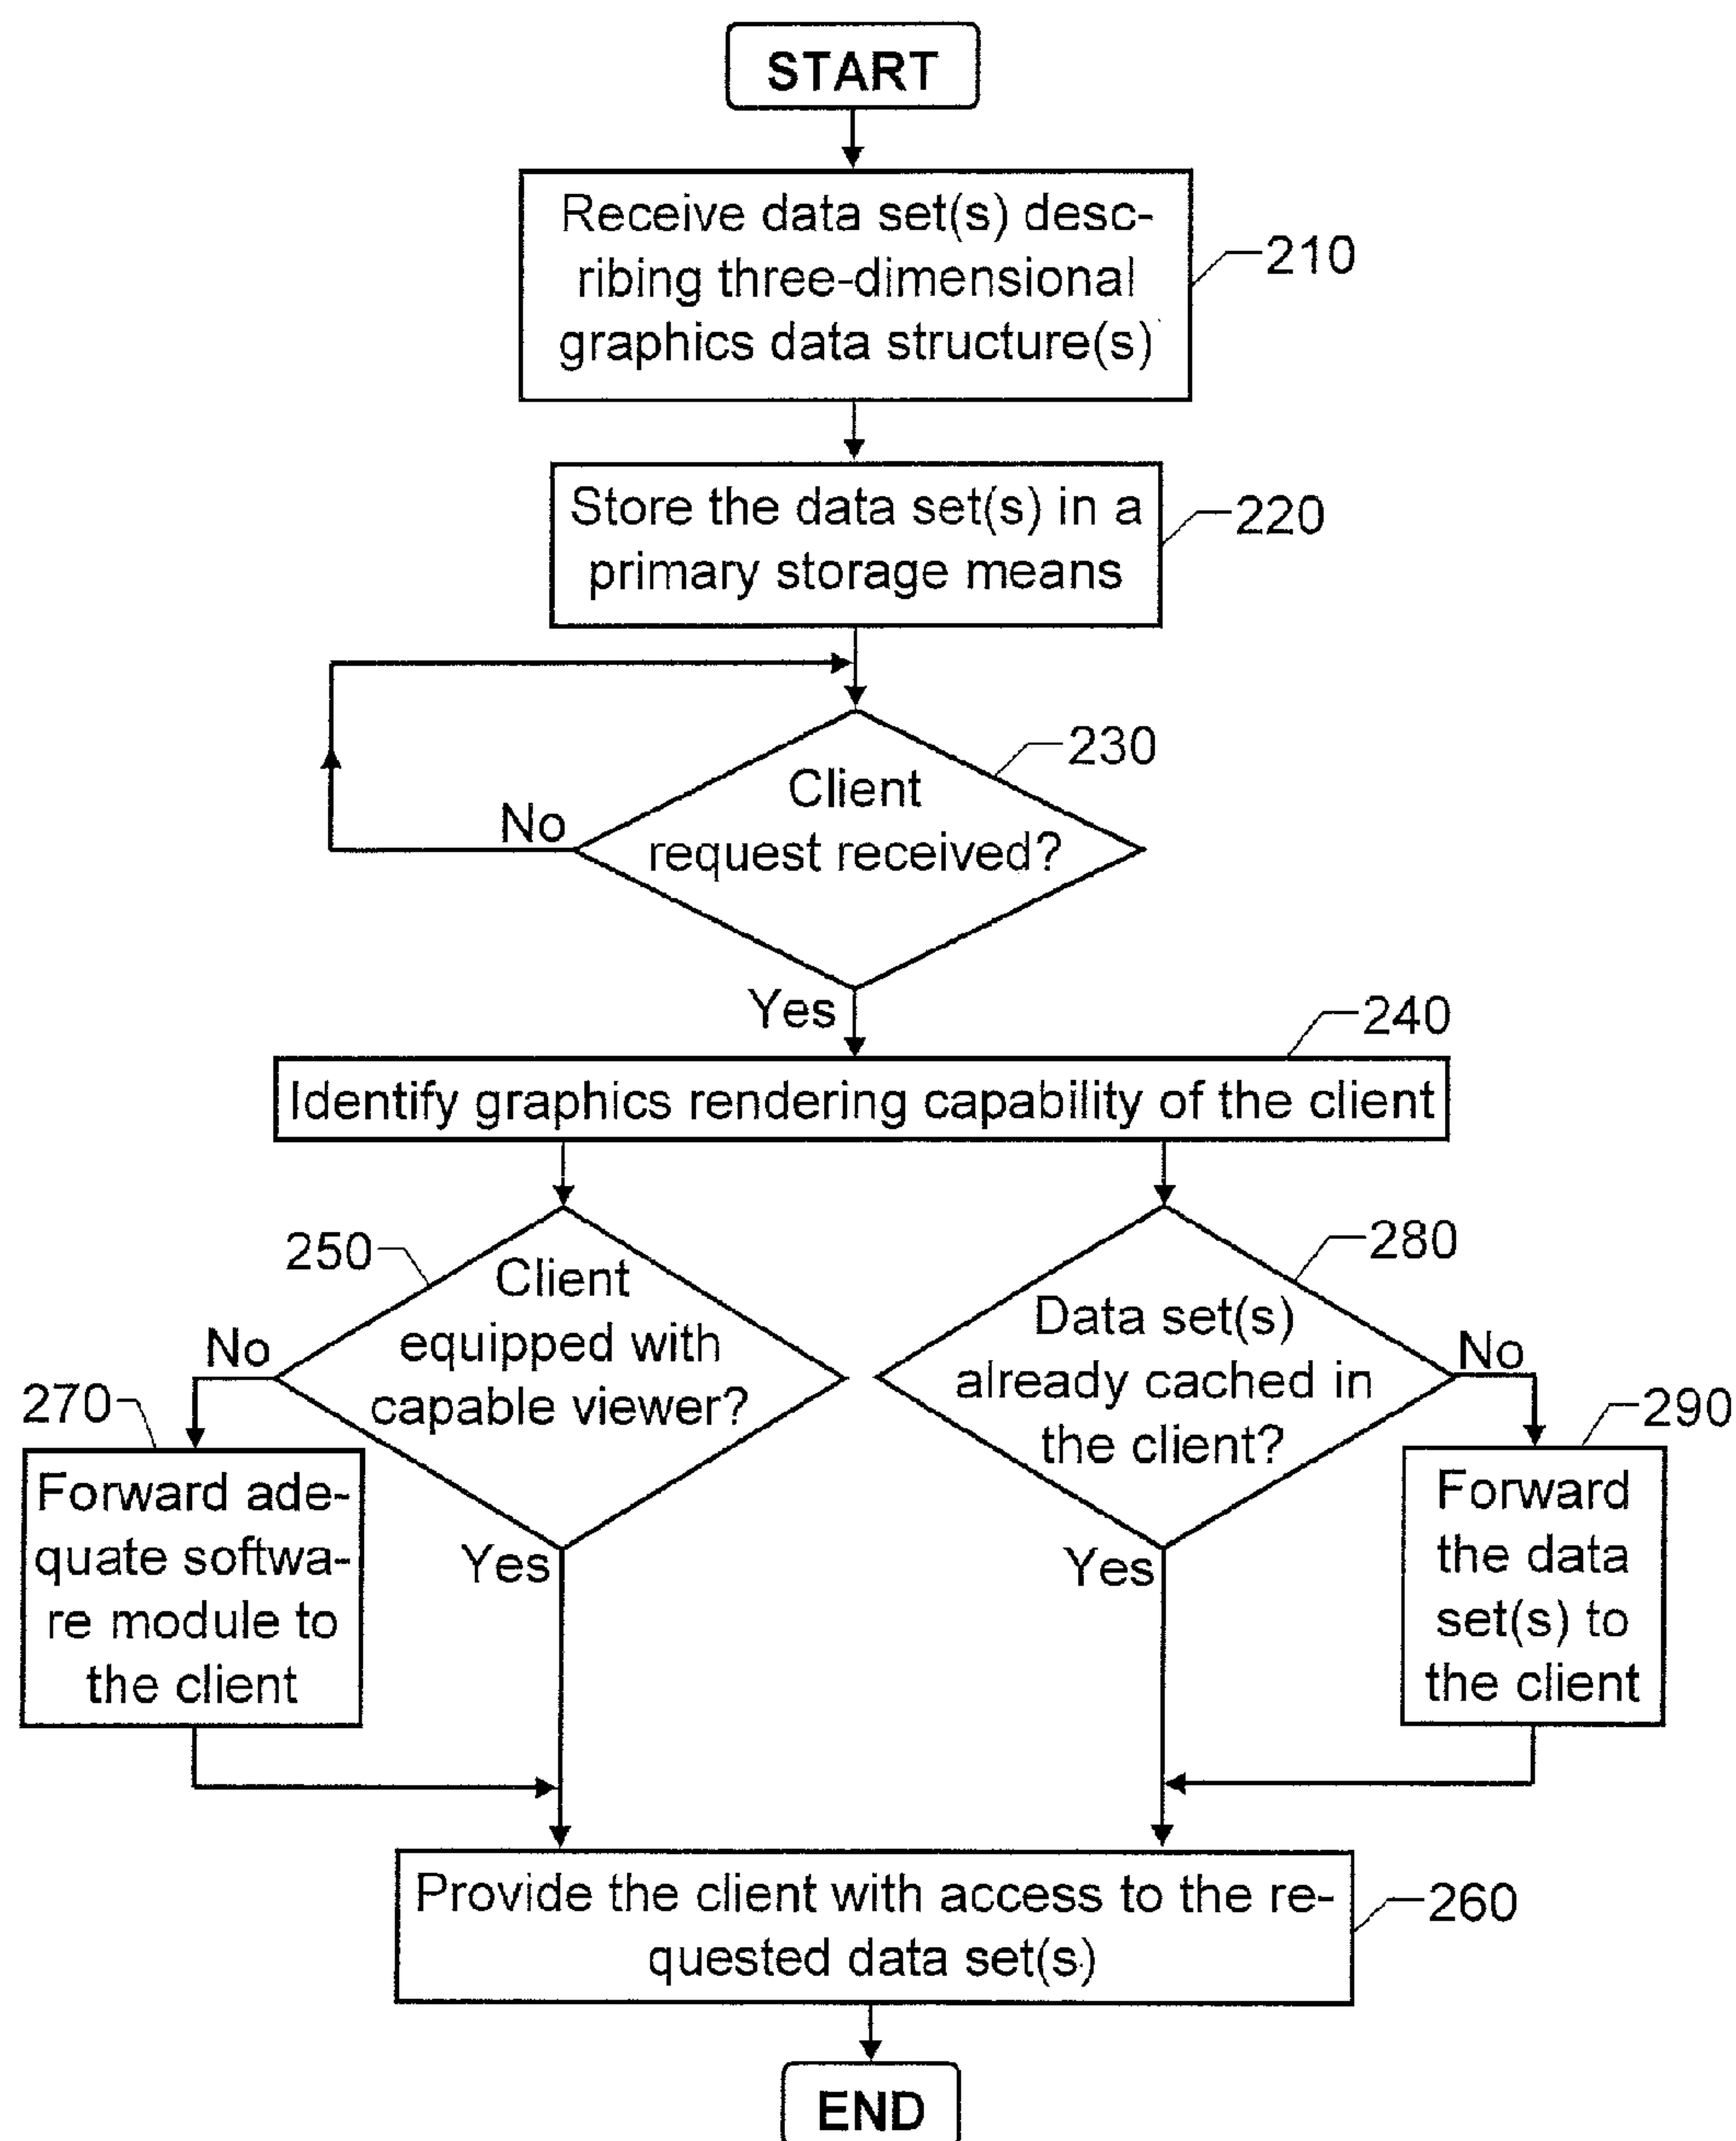 START
Receive data set(s) desc-
ribing three-dimensional
graphics data structure(s)
210
Store the data set(s) in a
primary storage means
220
230
Client
request received?
No
Yes
240
Identify graphics rendering capability of the client
250
Client
equipped with
capable viewer?
No
Yes
280
Data set(s)
already cached in
the client?
No
Yes
270
Forward ade-
quate softwa-
re module to
the client
290
Forward
the data
set(s) to
the client
Provide the client with access to the re-
quested data set(s)
260
END